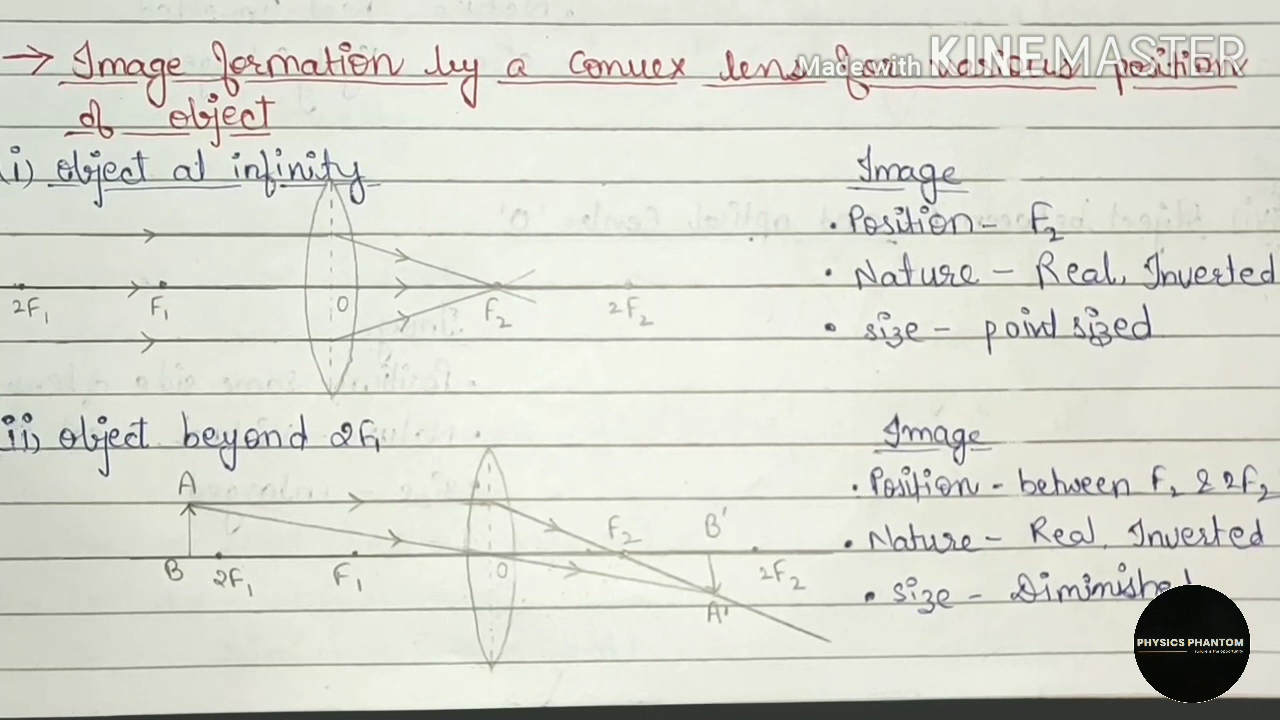 → Image formation by a convex lens for various position
of object
Made with KINEMASTER
(i) object at infinity
Image
• Position - F₂
• Nature - Real, Inverted
• size - point sized
2F₁ F₁ O F₂ 2F₂
ii) object beyond 2F₁
Image
• Position - between F₂ & 2F₂
• Nature - Real, Inverted
• size - Diminished
A
B 2F₁ F₁ O F₂ B' 2F₂
A'
PHYSICS PHANTOM